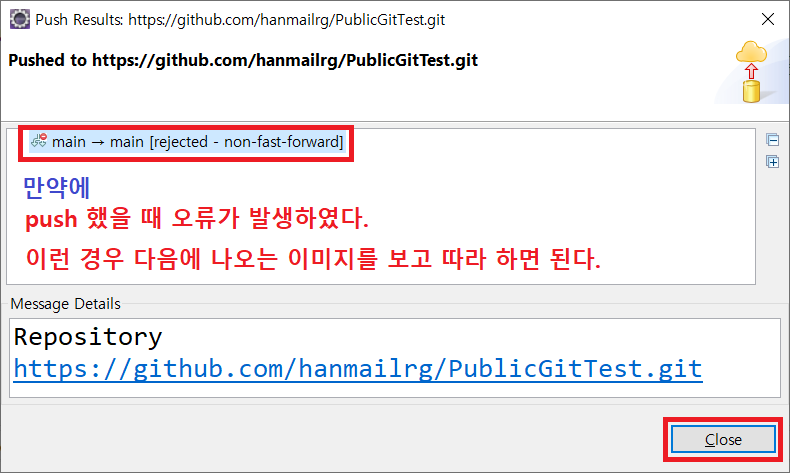 Push Results: https://github.com/hanmailrg/PublicGitTest.git
Pushed to https://github.com/hanmailrg/PublicGitTest.git
main → main [rejected - non-fast-forward]
만약에
push 했을 때 오류가 발생하였다.
이런 경우 다음에 나오는 이미지를 보고 따라 하면 된다.
Message Details
Repository
https://github.com/hanmailrg/PublicGitTest.git
Close